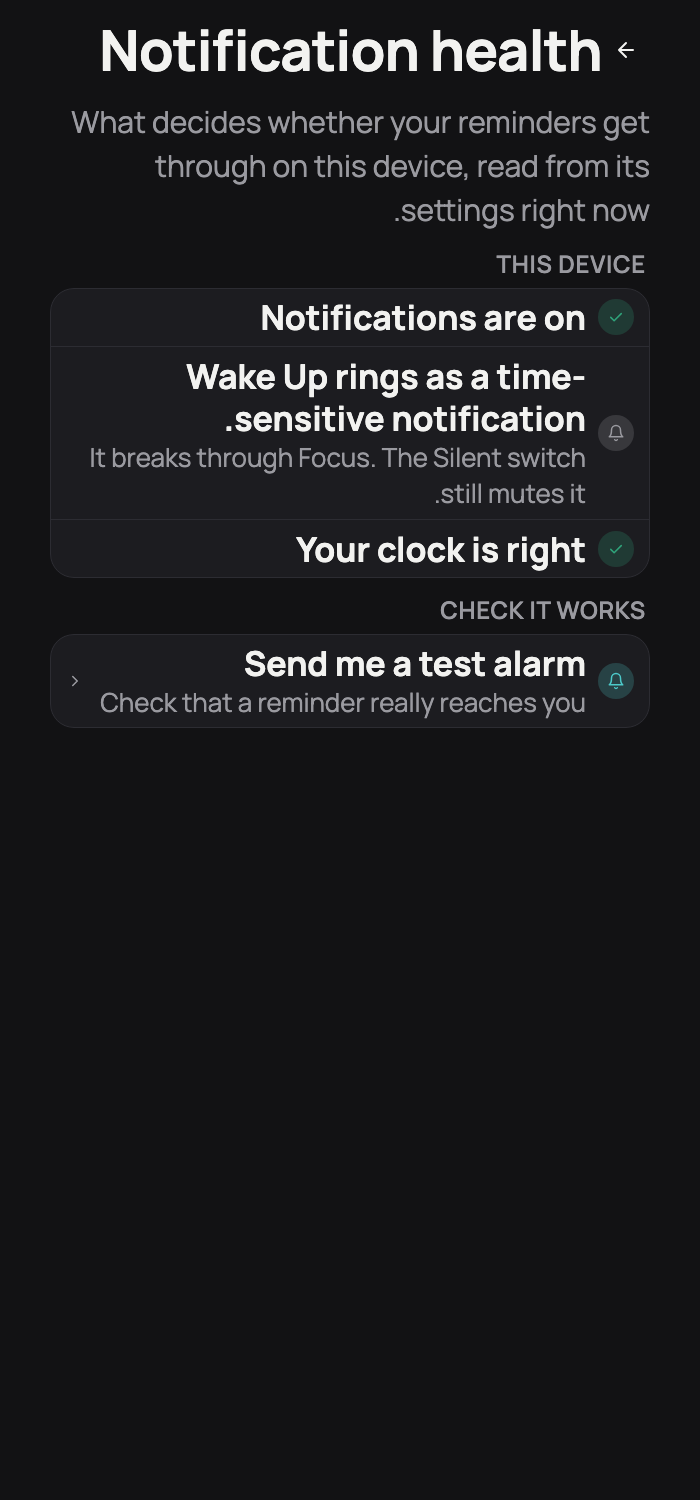 Notification health
What decides whether your reminders get
through on this device, read from its
.settings right now
THIS DEVICE
Notifications are on
Wake Up rings as a time-
.sensitive notification
It breaks through Focus. The Silent switch
.still mutes it
Your clock is right
CHECK IT WORKS
Send me a test alarm
Check that a reminder really reaches you